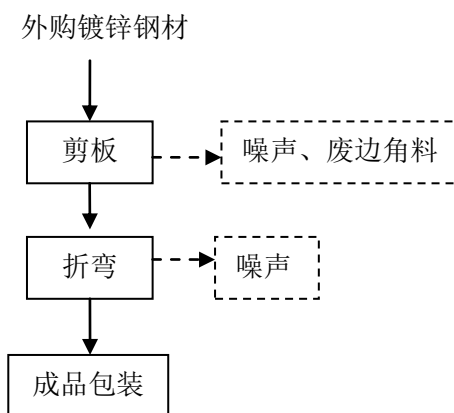 外购镀锌钢材
剪板
噪声、废边角料
折弯
噪声
成品包装